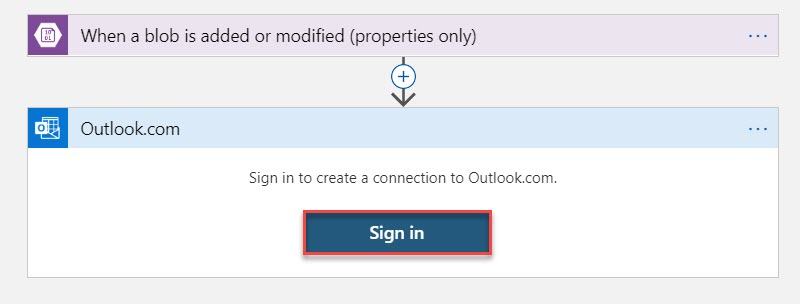 When a blob is added or modified (properties only)
Outlook.com
Sign in to create a connection to Outlook.com.
Sign in